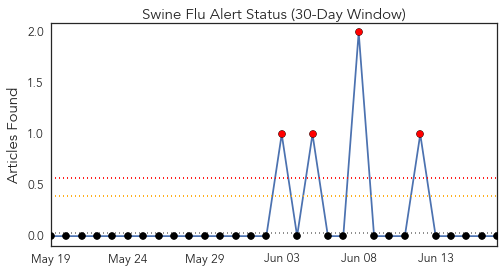 Swine Flu Alert Status (30-Day Window)
Articles Found
2.0
1.5
1.0
0.5
0.0
May 19
May 24
May 29
Jun 03
Jun 08
Jun 13